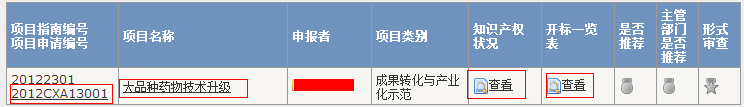 项目指南编号
项目申请编号
项目名称
申报者
项目类别
知识产权
状况
开标一览
表
是否
推荐
主管
部门
是否
推荐
形式
审查
20122301
2012CXA13001
大品种药物技术升级
成果转化与产业
化示范
查看
查看